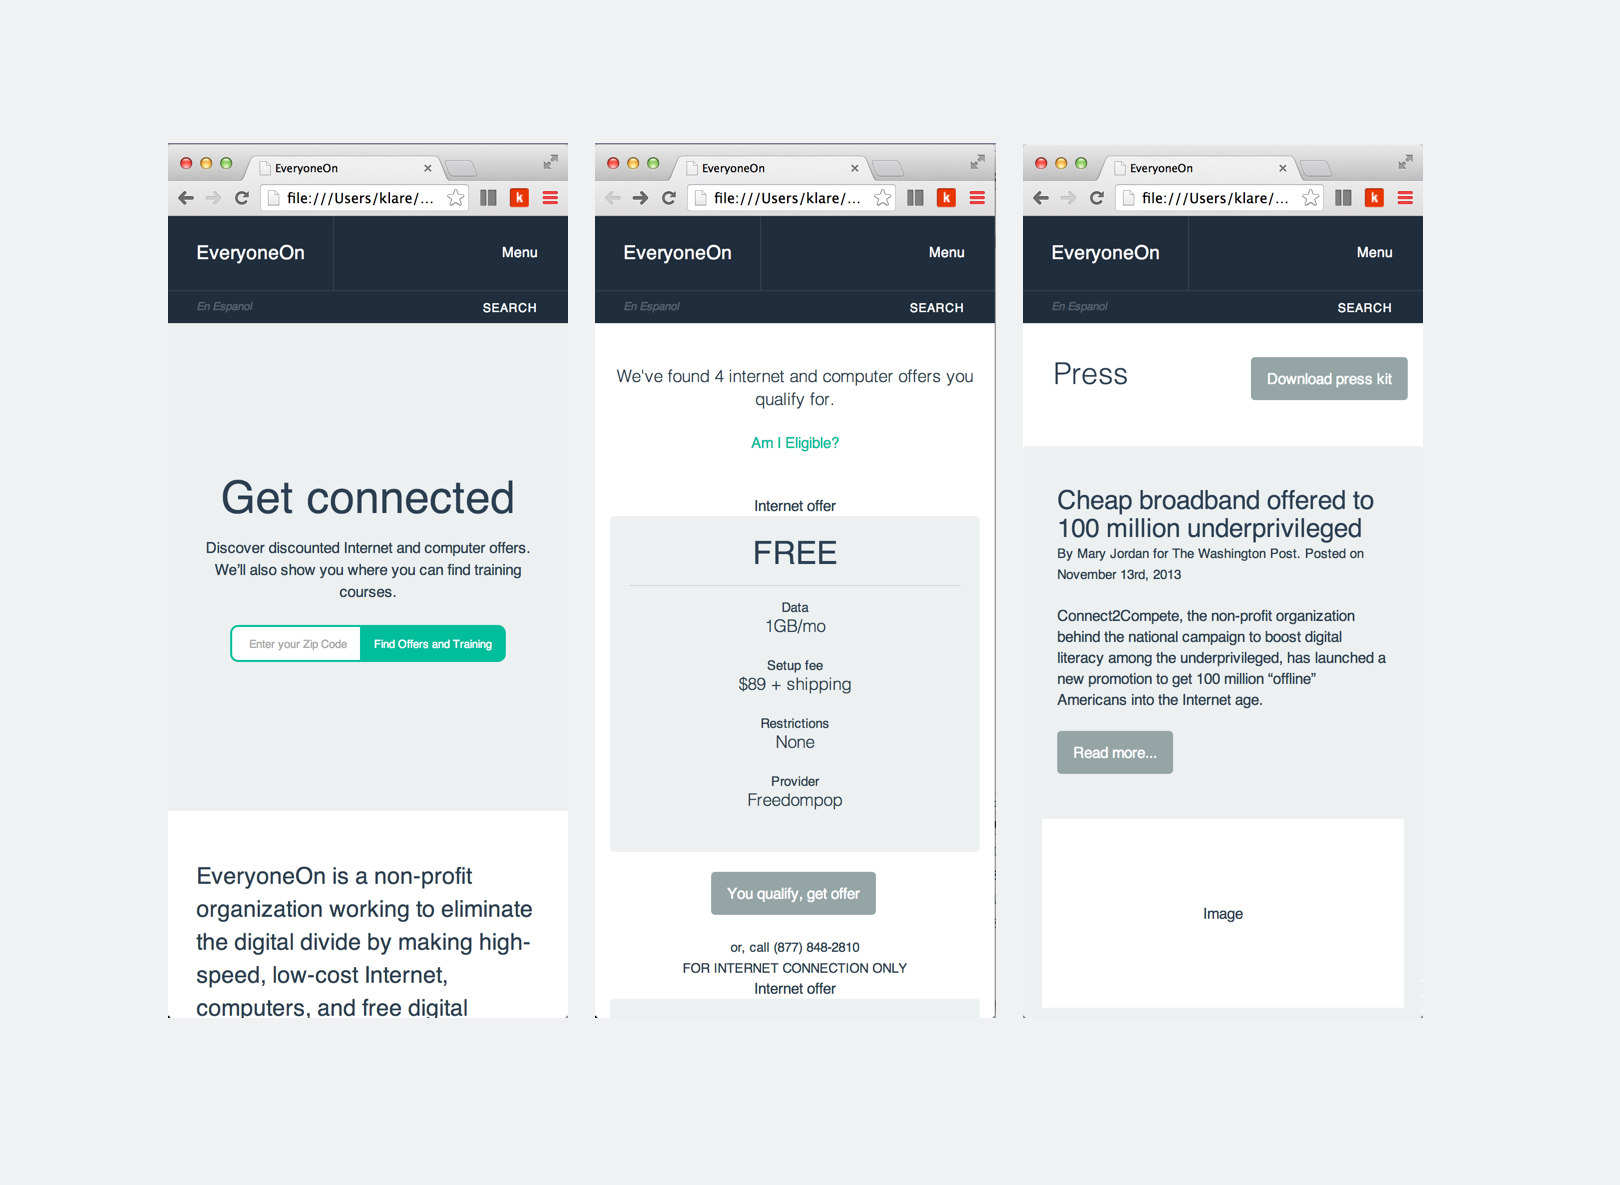 EveryoneOn
file:///Users/klare/...
k
EveryoneOn
Menu
En Espanol
SEARCH
Get connected
Discover discounted Internet and computer offers.
We'll also show you where you can find training
courses.
Enter your Zip Code
Find Offers and Training
EveryoneOn is a non-profit
organization working to eliminate
the digital divide by making high-
speed, low-cost Internet,
computers, and free digital
EveryoneOn
file:///Users/klare/...
k
EveryoneOn
Menu
En Espanol
SEARCH
We've found 4 internet and computer offers you
qualify for.
Am I Eligible?
Internet offer
FREE
Data
1GB/mo
Setup fee
$89 + shipping
Restrictions
None
Provider
Freedompop
You qualify, get offer
or, call (877) 848-2810
FOR INTERNET CONNECTION ONLY
Internet offer
EveryoneOn
file:///Users/klare/...
k
EveryoneOn
Menu
En Espanol
SEARCH
Press
Download press kit
Cheap broadband offered to
100 million underprivileged
By Mary Jordan for The Washington Post. Posted on
November 13rd, 2013
Connect2Compete, the non-profit organization
behind the national campaign to boost digital
literacy among the underprivileged, has launched a
new promotion to get 100 million “offline”
Americans into the Internet age.
Read more...
Image